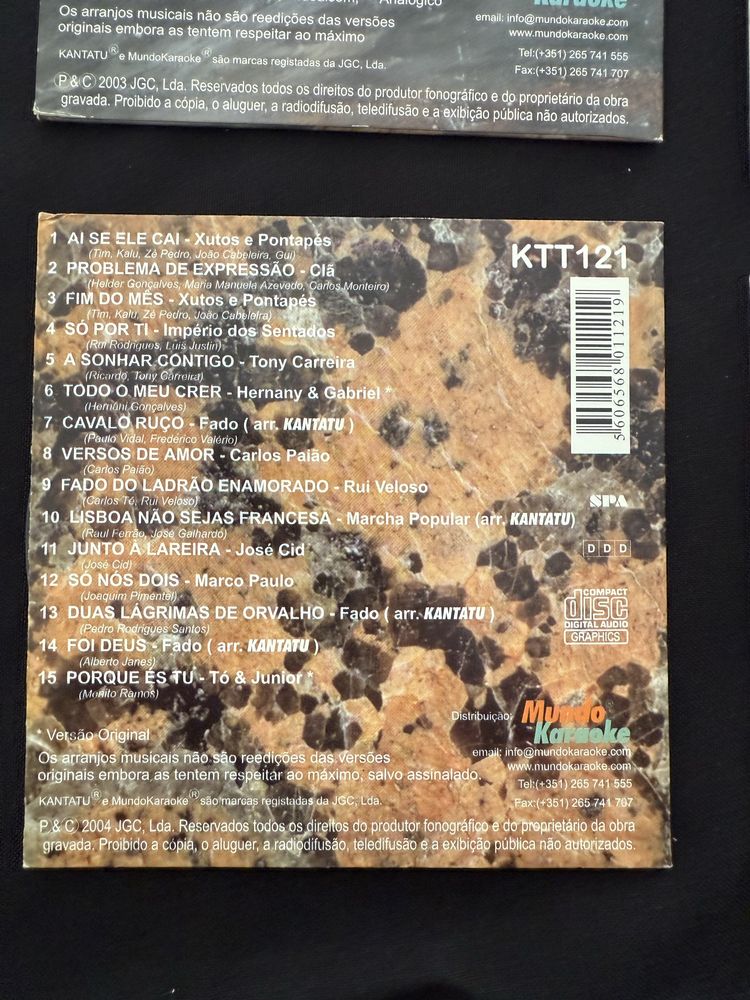 Os arranjos musicais não são reedições das versões
originais embora as tentem respeitar ao máximo
KANTATU® e MundoKaraoke® são marcas registadas da JGC, Lda.
Analógico
Karaoke
email: info@mundokaraoke.com
www.mundokaraoke.com
Tel:(+351) 265 741 555
Fax:(+351) 265 741 707
P & C 2003 JGC, Lda. Reservados todos os direitos do produtor fonográfico e do proprietário da obra
gravada. Proibido a cópia, o aluguer, a radiodifusão, teledifusão e a exibição pública não autorizados.
KTT121
1 AI SE ELE CAI - Xutos e Pontapés
(Tim, Kalu, Zé Pedro, João Cabeleira, Gui)
2 PROBLEMA DE EXPRESSÃO - Clã
(Helder Gonçalves, Maria Manuela Azevedo, Carlos Monteiro)
3 FIM DO MÊS - Xutos e Pontapés
(Tim, Kalu, Zé Pedro, João Cabeleira)
4 SÓ POR TI - Império dos Sentados
(Rui Rodrigues, Luis Justin)
5 A SONHAR CONTIGO - Tony Carreira
(Ricardo, Tony Carreira)
6 TODO O MEU CRER - Hernany & Gabriel *
(Hernâni Gonçalves)
7 CAVALO RUÇO - Fado ( arr. KANTATU )
(Paulo Vidal, Frederico Valério)
8 VERSOS DE AMOR - Carlos Paião
(Carlos Paião)
9 FADO DO LADRÃO ENAMORADO - Rui Veloso
(Carlos Tê, Rui Veloso)
10 LISBOA NÃO SEJAS FRANCESA - Marcha Popular (arr. KANTATU)
(Raul Ferrão, José Galhardo)
11 JUNTO À LAREIRA - José Cid
(José Cid)
12 SÓ NÓS DOIS - Marco Paulo
(Joaquim Pimentel)
13 DUAS LÁGRIMAS DE ORVALHO - Fado ( arr. KANTATU )
(Pedro Rodrigues Santos)
14 FOI DEUS - Fado ( arr. KANTATU )
(Alberto Janes)
15 PORQUE ÉS TU - Tó & Junior *
(Menito Ramos)
5606568011219
SPA
DDD
COMPACT
disc
DIGITAL AUDIO
GRAPHICS
* Versão Original
Os arranjos musicais não são reedições das versões
originais embora as tentem respeitar ao máximo, salvo assinalado.
KANTATU® e MundoKaraoke® são marcas registadas da JGC, Lda.
Distribuição: Mundo
Karaoke
email: info@mundokaraoke.com
www.mundokaraoke.com
Tel:(+351) 265 741 555
Fax:(+351) 265 741 707
P & C 2004 JGC, Lda. Reservados todos os direitos do produtor fonográfico e do proprietário da obra
gravada. Proibido a cópia, o aluguer, a radiodifusão, teledifusão e a exibição pública não autorizados.